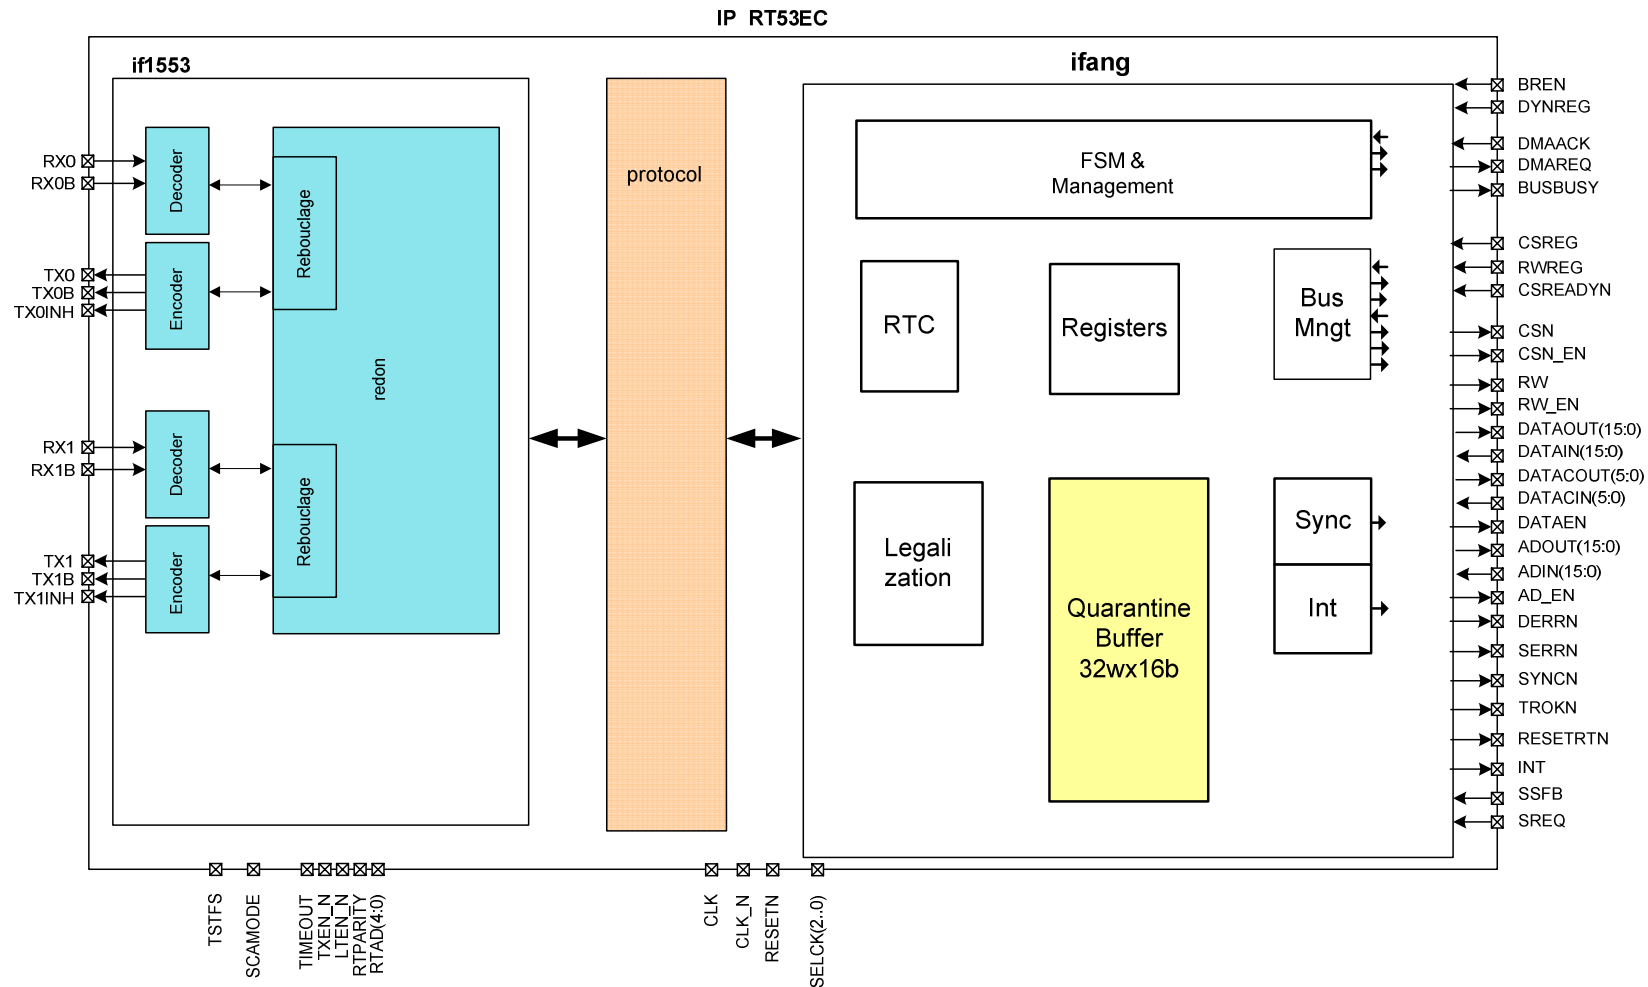 IP RT53EC
if1553
ifang
RX0
RX0B
TX0
TX0B
TX0INH
RX1
RX1B
TX1
TX1B
TX1INH
Decoder
Encoder
Decoder
Encoder
Rebouclage
Rebouclage
redon
protocol
FSM &
Management
RTC
Registers
Bus
Mngt
Legali
zation
Quarantine
Buffer
32wx16b
Sync
Int
BREN
DYNREG
DMAACK
DMAREQ
BUSBUSY
CSREG
RWREG
CSREADYN
CSN
CSN_EN
RW
RW_EN
DATAOUT(15:0)
DATAIN(15:0)
DATACOUT(5:0)
DATACIN(5:0)
DATAEN
ADOUT(15:0)
ADIN(15:0)
AD_EN
DERRN
SERRN
SYNCN
TROKN
RESETRTN
INT
SSFB
SREQ
TSTFS
SCAMODE
TIMEOUT
TXEN_N
LTEN_N
RTPARITY
RTAD(4:0)
CLK
CLK_N
RESETN
SELCK(2..0)